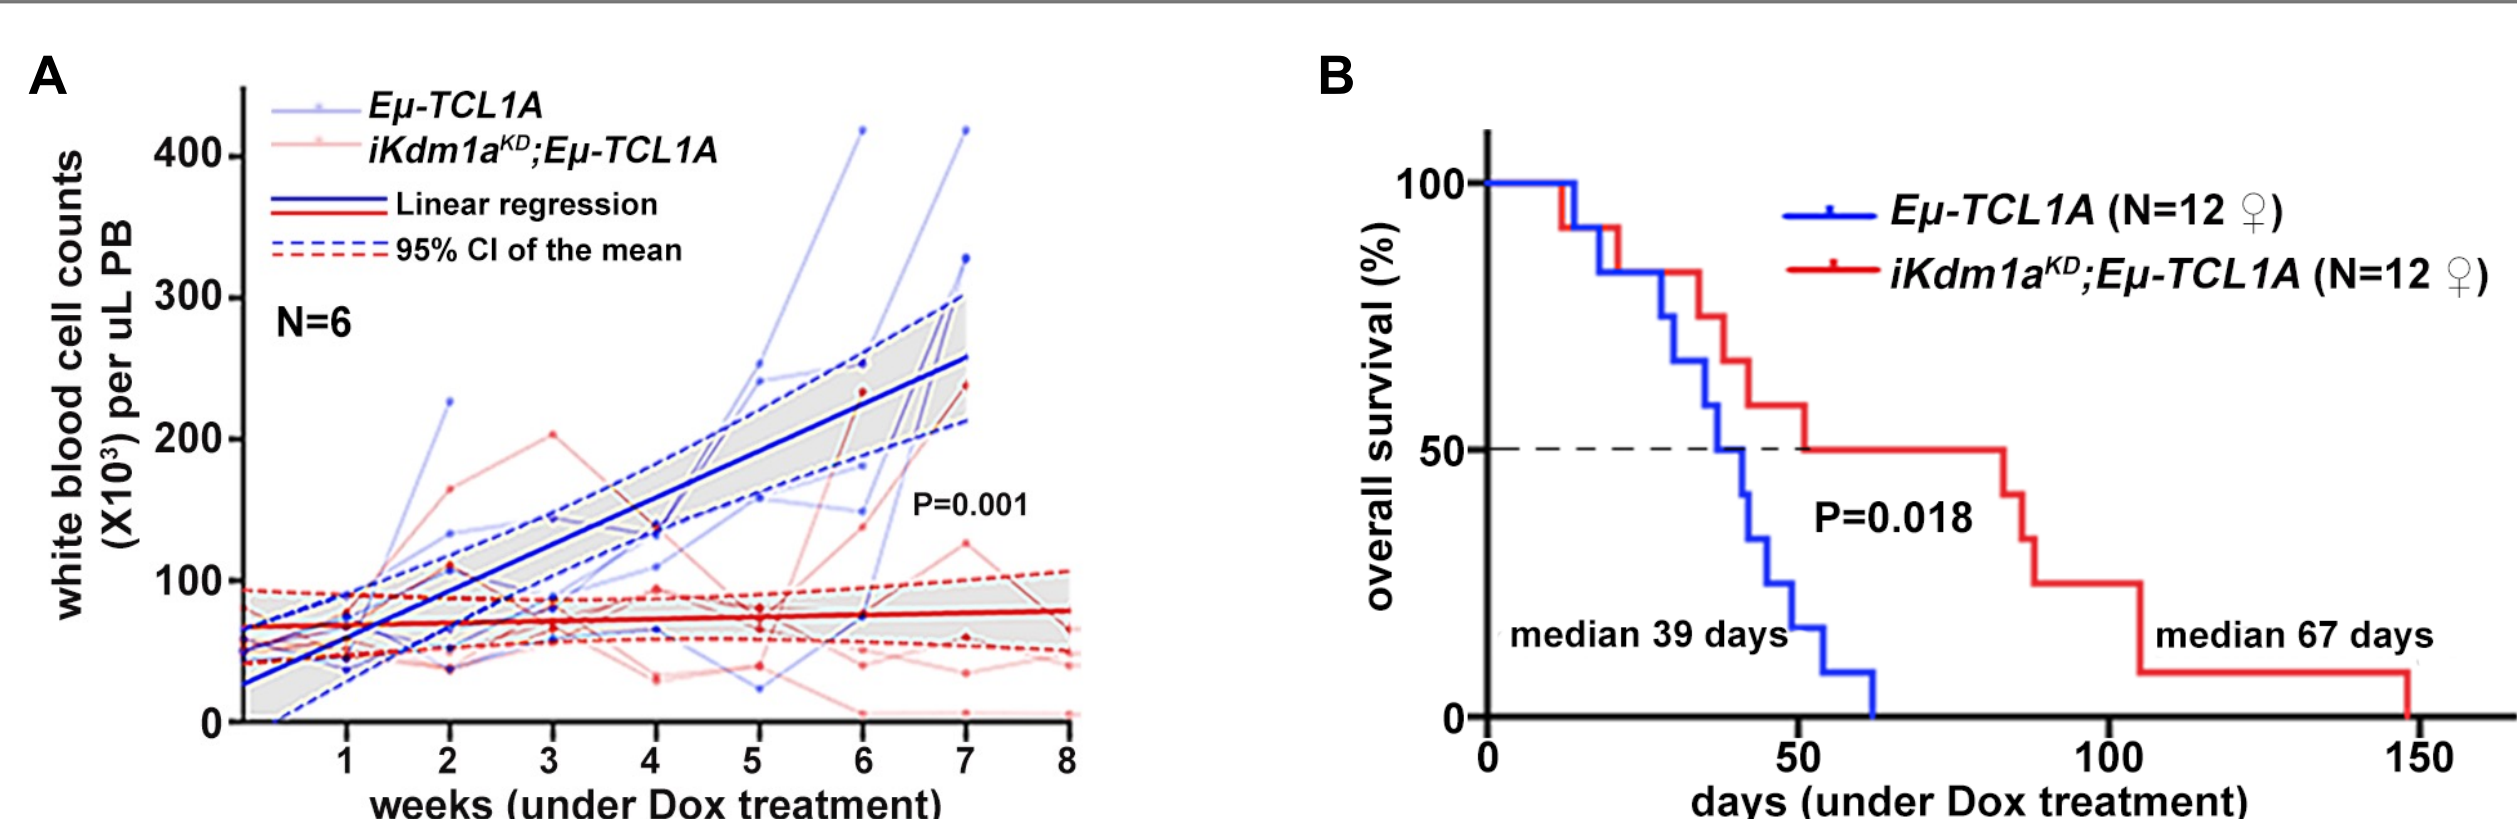 A
white blood cell counts
(X10³) per uL PB
400
300
200
100
0
Eμ-TCL1A
iKdm1aᴷᴰ;Eμ-TCL1A
Linear regression
95% CI of the mean
N=6
P=0.001
1 2 3 4 5 6 7 8
weeks (under Dox treatment)
B
overall survival (%)
100
50
0
Eμ-TCL1A (N=12 ♀)
iKdm1aᴷᴰ;Eμ-TCL1A (N=12 ♀)
P=0.018
median 39 days
median 67 days
0 50 100 150
days (under Dox treatment)